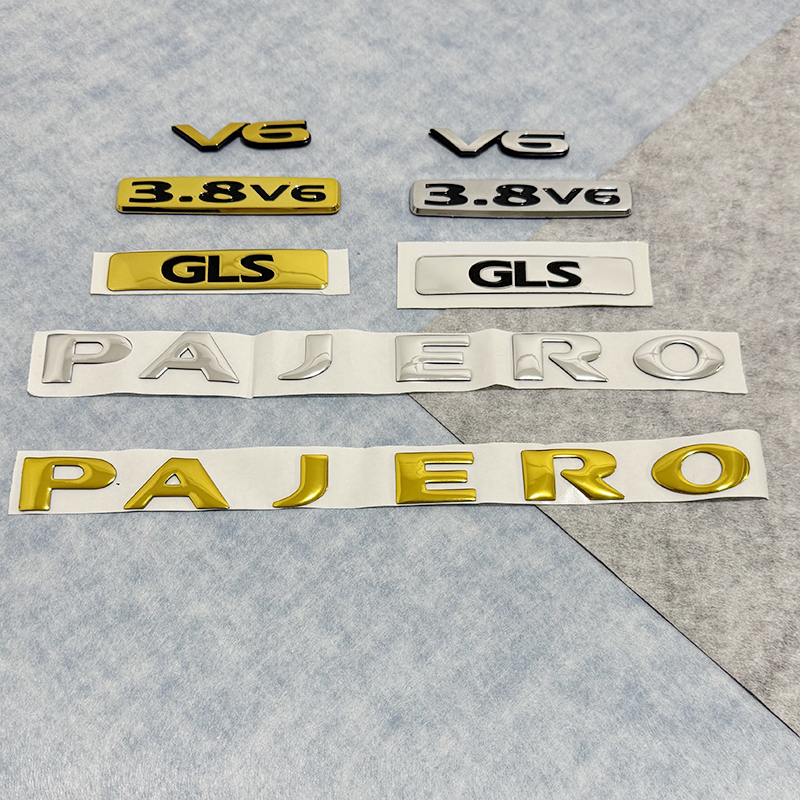 V6 V6
3.8V6 3.8V6
GLS GLS
PAJERO
PAJERO